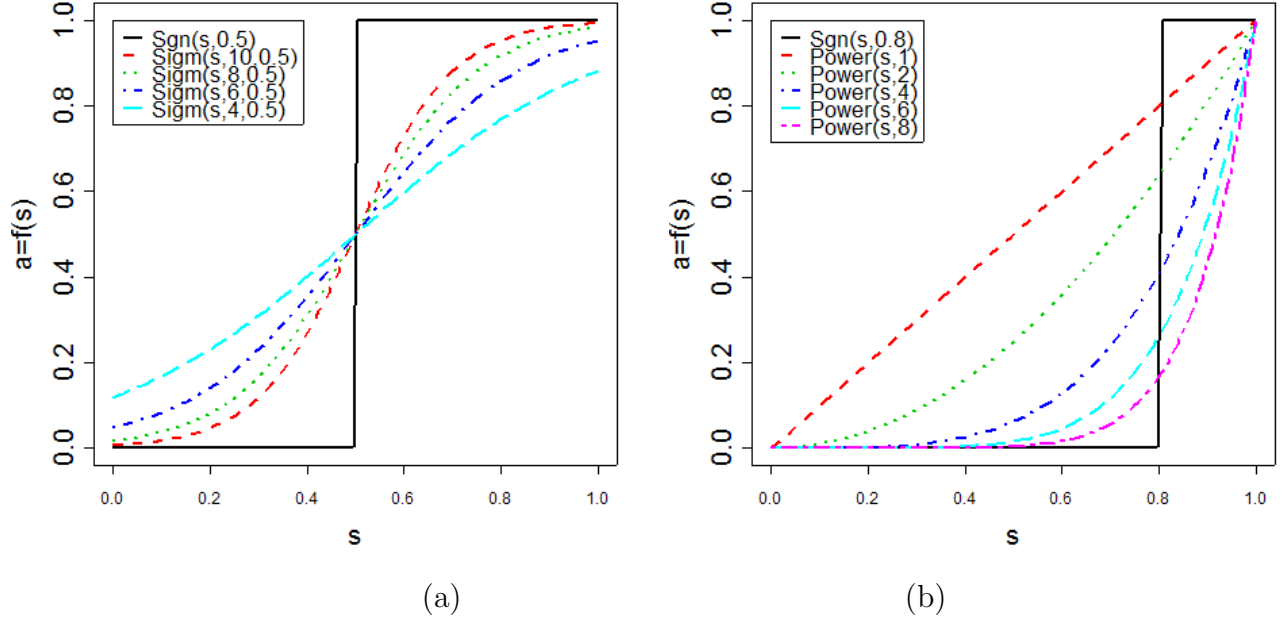 Sgn(s,0.5)
Sigm(s,10,0.5)
Sigm(s,8,0.5)
Sigm(s,6,0.5)
Sigm(s,4,0.5)
a=f(s)
0.0
0.2
0.4
0.6
0.8
1.0
0.0 0.2 0.4 0.6 0.8 1.0
s
(a)
Sgn(s,0.8)
Power(s,1)
Power(s,2)
Power(s,4)
Power(s,6)
Power(s,8)
a=f(s)
0.0
0.2
0.4
0.6
0.8
1.0
0.0 0.2 0.4 0.6 0.8 1.0
s
(b)